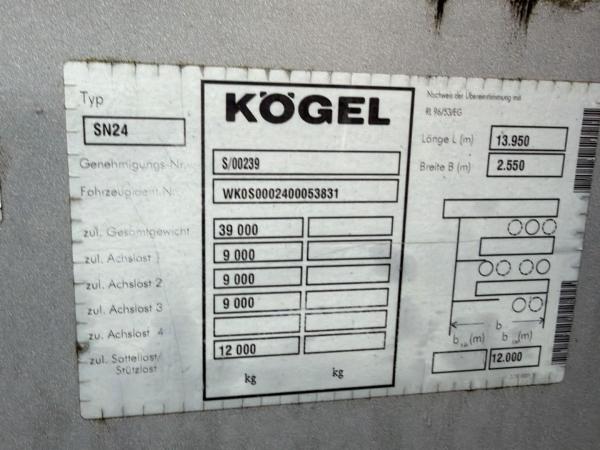 KÖGEL
Typ
SN24
Genehmigungs-Nr.
S/00239
Fahrzeugident.Nr.
WK0S0002400053831
zul. Gesamtgewicht
39 000
zul. Achslast 1
9 000
zul. Achslast 2
9 000
zul. Achslast 3
9 000
zul. Achslast 4
zul. Sattellast/
Stützlast
12 000
kg kg
Nachweis der Übereinstimmung mit
RL 96/53/EG
Länge L (m) 13.950
Breite B (m) 2.550
b
b (m) b (m)
12.000